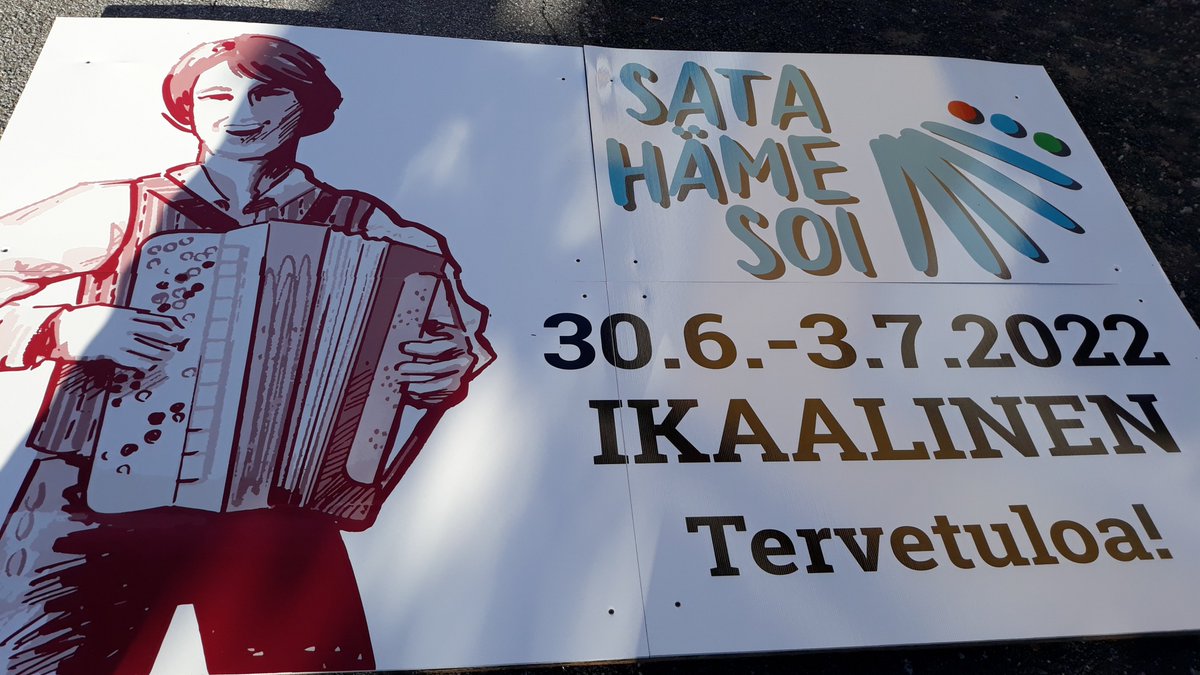 SATA
HÄME
SOI
30.6.-3.7.2022
IKAALINEN
Tervetuloa!